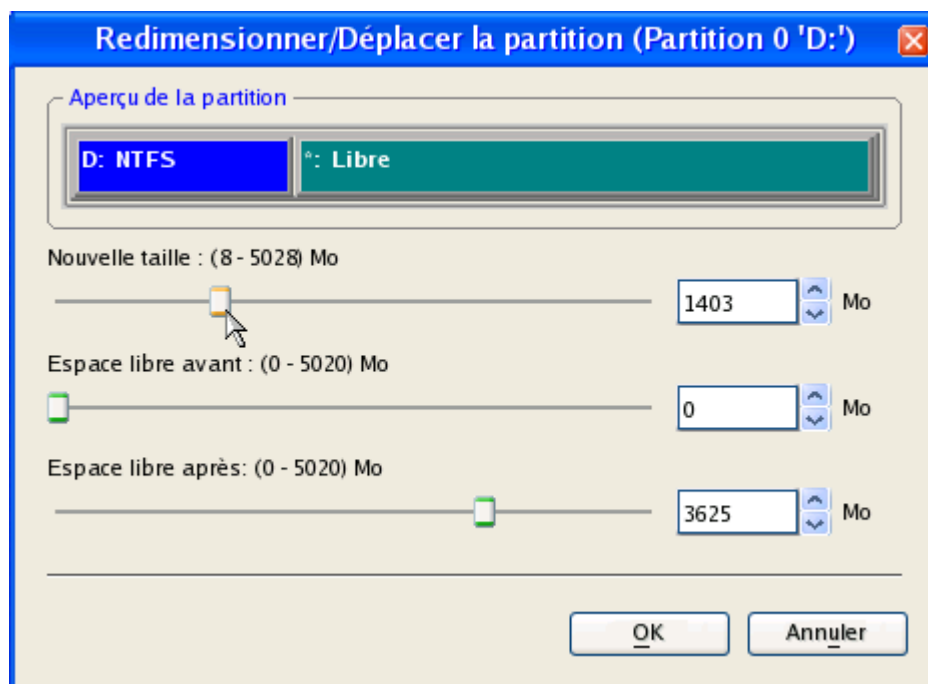 Redimensionner/Déplacer la partition (Partition 0 'D:')
Aperçu de la partition
D: NTFS
*: Libre
Nouvelle taille : (8 - 5028) Mo
1403
Mo
Espace libre avant : (0 - 5020) Mo
0
Mo
Espace libre après: (0 - 5020) Mo
3625
Mo
OK
Annuler